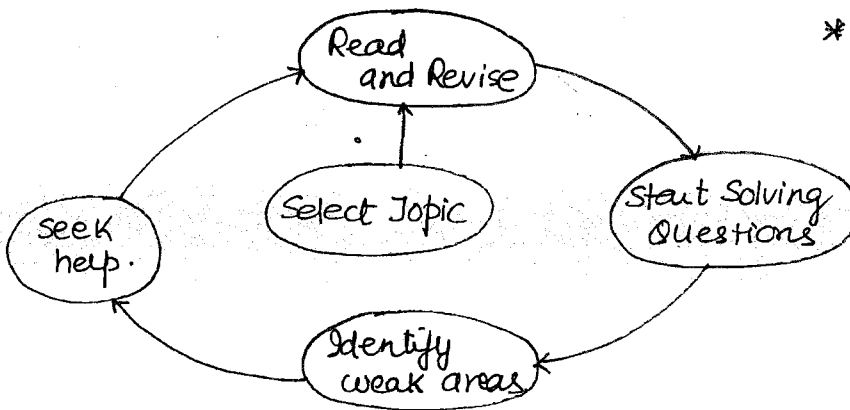 *
Read
and Revise
Select Topic
Start Solving
Questions
Seek
help.
Identify
weak areas